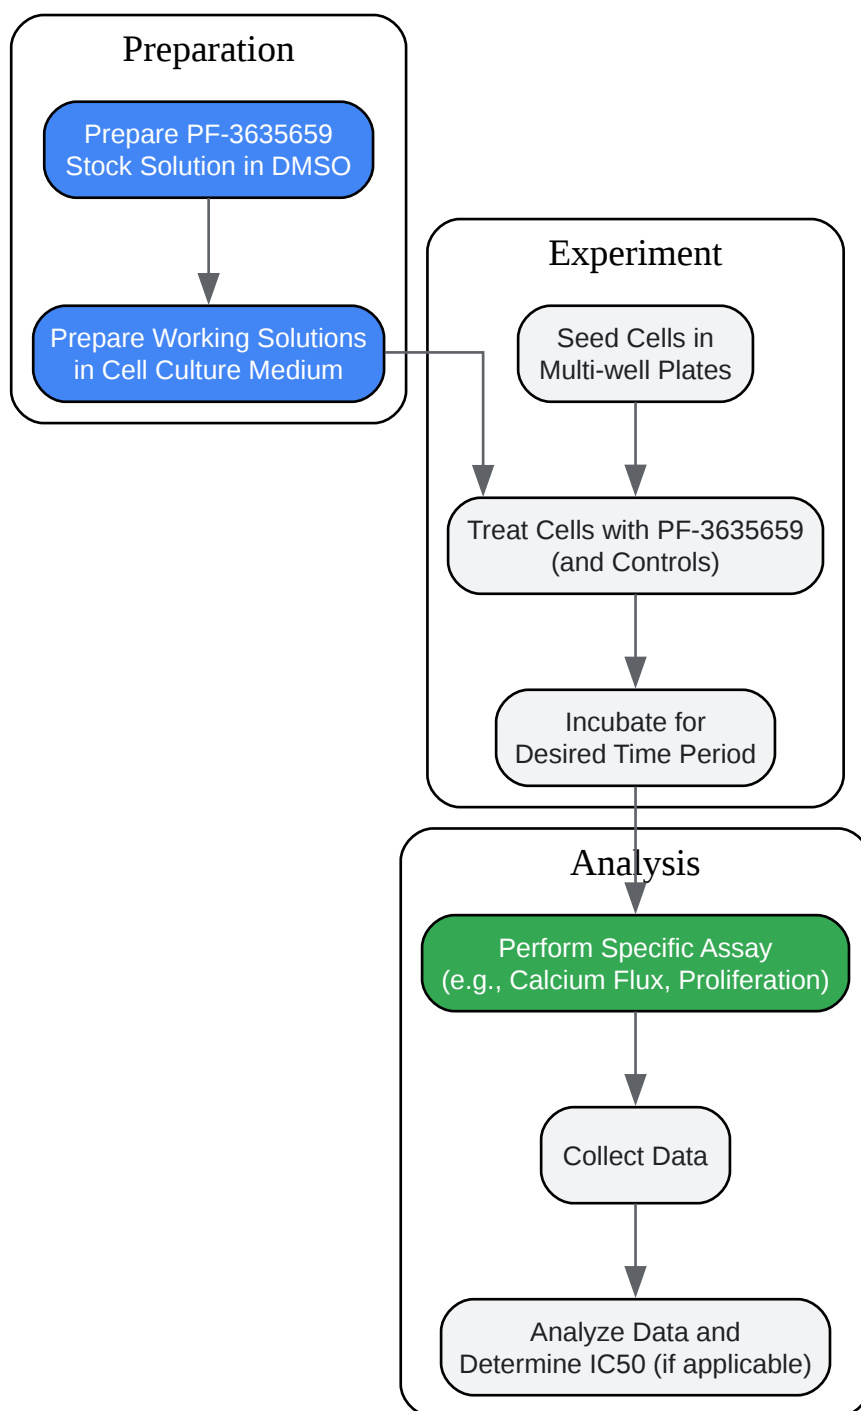 Preparation
Prepare PF-3635659
Stock Solution in DMSO
Prepare Working Solutions
in Cell Culture Medium
Experiment
Seed Cells in
Multi-well Plates
Treat Cells with PF-3635659
(and Controls)
Incubate for
Desired Time Period
Analysis
Perform Specific Assay
(e.g., Calcium Flux, Proliferation)
Collect Data
Analyze Data and
Determine IC50 (if applicable)